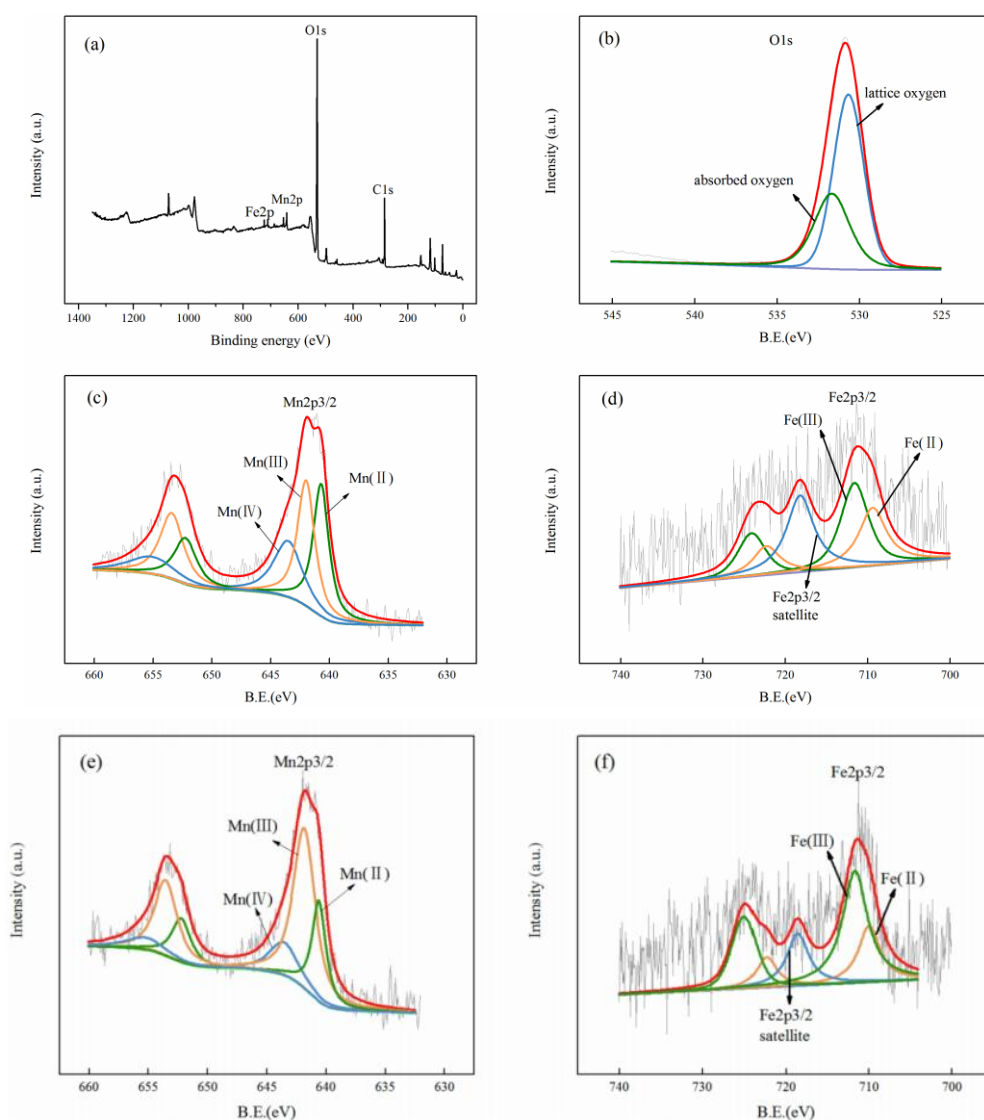 (a)
O1s
C1s
Mn2p
Fe2p
Intensity (a.u.)
1400 1200 1000 800 600 400 200 0
Binding energy (eV)
(b)
O1s
lattice oxygen
absorbed oxygen
Intensity (a.u.)
545 540 535 530 525
B.E.(eV)
(c)
Mn2p3/2
Mn(III)
Mn(II)
Mn(IV)
Intensity (a.u.)
660 655 650 645 640 635 630
B.E.(eV)
(d)
Fe2p3/2
Fe(III)
Fe(II)
Fe2p3/2
satellite
Intensity (a.u.)
740 730 720 710 700
B.E.(eV)
(e)
Mn2p3/2
Mn(III)
Mn(II)
Mn(IV)
Intensity (a.u.)
660 655 650 645 640 635 630
B.E.(eV)
(f)
Fe2p3/2
Fe(III)
Fe(II)
Fe2p3/2
satellite
Intensity (a.u.)
740 730 720 710 700
B.E.(eV)